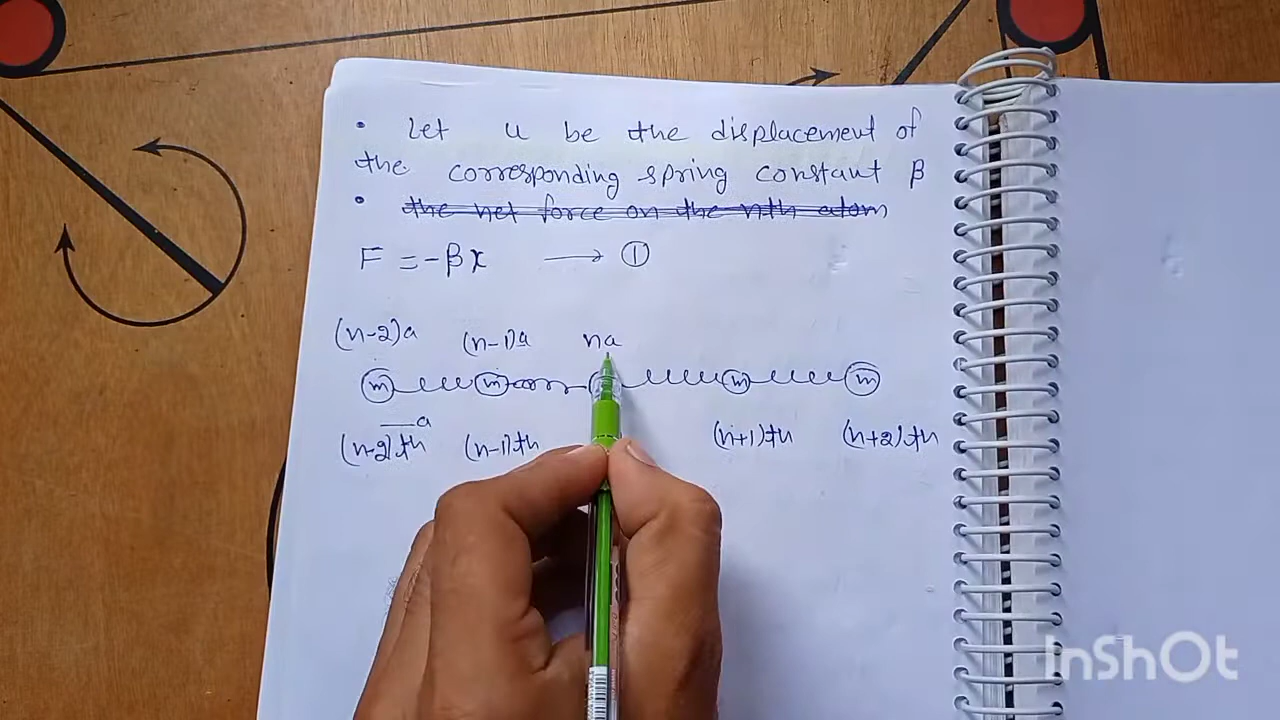 • Let u be the displacement of
the corresponding spring constant β
• the net force on the nth atom
F = -βx → ①
(n-2)a (n-1)a na
m m m m
a
(n-2)th (n-1)th (n+1)th (n+2)th
InShOt